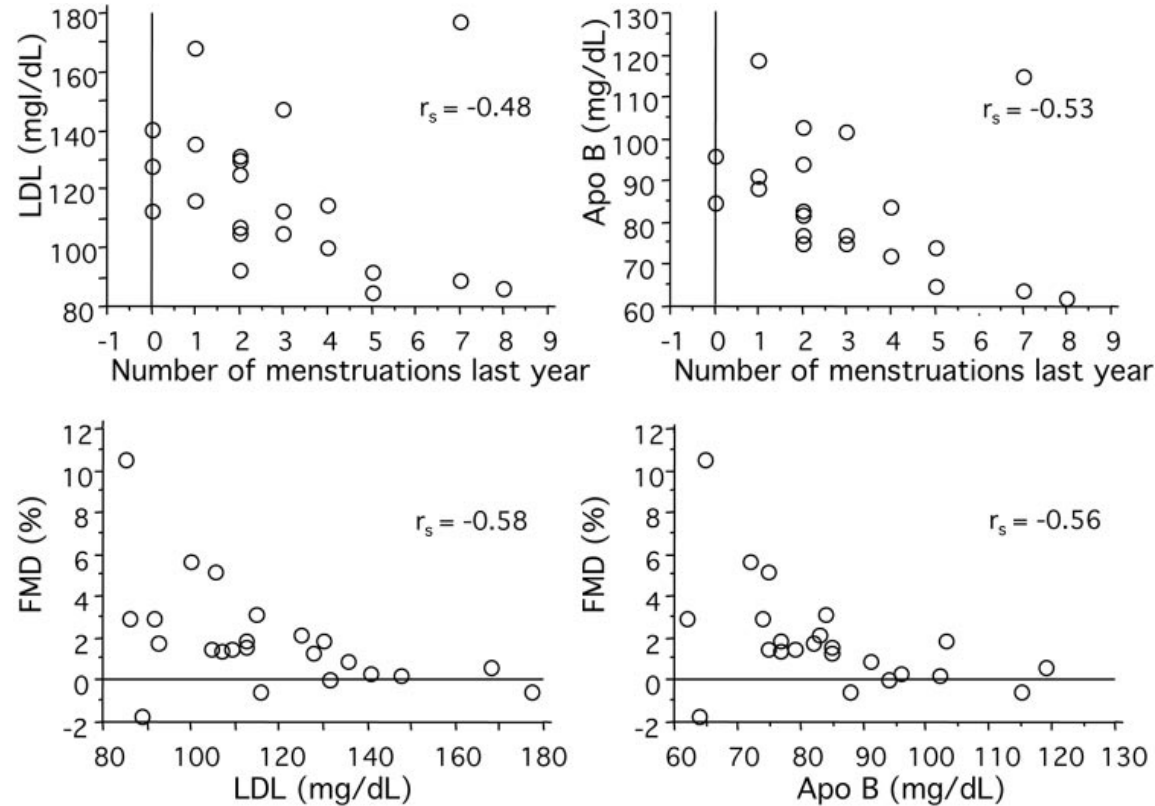 180
160
140
120
100
80
LDL (mgl/dL)
rs = -0.48
-1 0 1 2 3 4 5 6 7 8 9
Number of menstruations last year
130
120
110
100
90
80
70
60
Apo B (mg/dL)
rs = -0.53
-1 0 1 2 3 4 5 6 7 8 9
Number of menstruations last year
12
10
8
6
4
2
0
-2
FMD (%)
rs = -0.58
80 100 120 140 160 180
LDL (mg/dL)
12
10
8
6
4
2
0
-2
FMD (%)
rs = -0.56
60 70 80 90 100 110 120 130
Apo B (mg/dL)